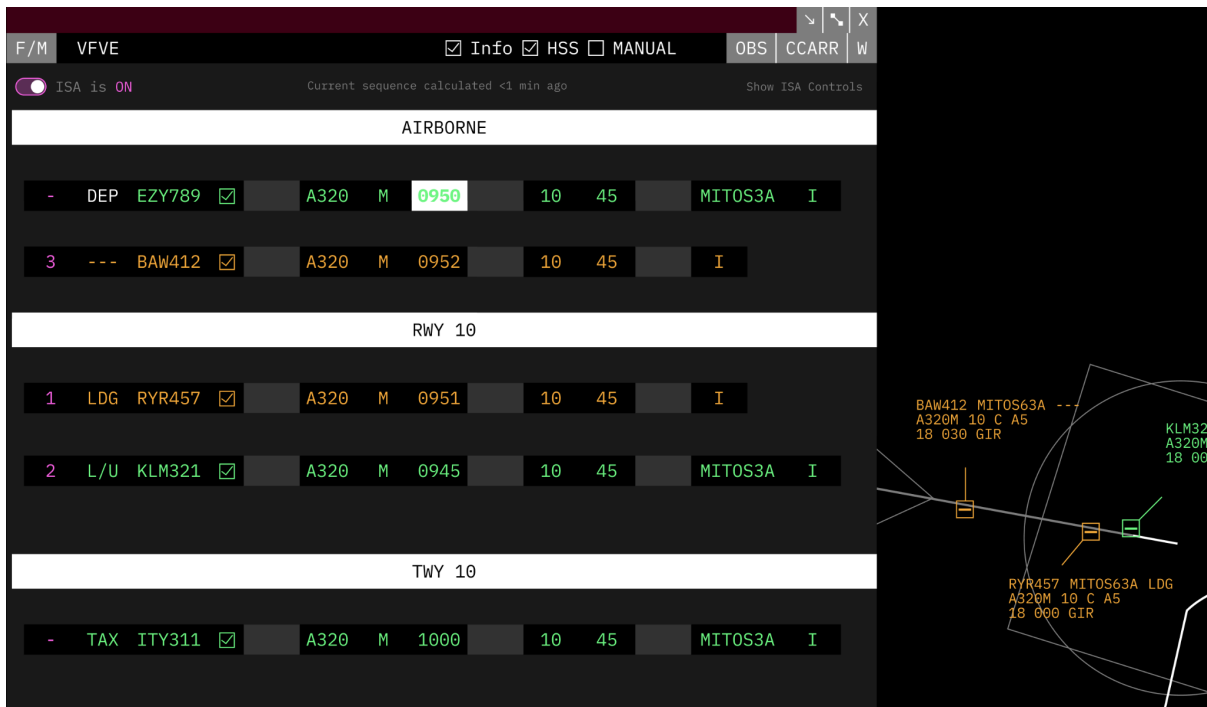 X
F/M VFVE Info HSS MANUAL OBS CCARR W
ISA is ON Current sequence calculated <1 min ago Show ISA Controls
AIRBORNE
- DEP EZY789 A320 M 0950 10 45 MITOS3A I
3 --- BAW412 A320 M 0952 10 45 I
RWY 10
1 LDG RYR457 A320 M 0951 10 45 I
2 L/U KLM321 A320 M 0945 10 45 MITOS3A I
TWY 10
- TAX ITY311 A320 M 1000 10 45 MITOS3A I
BAW412 MITOS63A ---
A320M 10 C A5
18 030 GIR
KLM32
A320M
18 00
RYR457 MITOS63A LDG
A320M 10 C A5
18 000 GIR